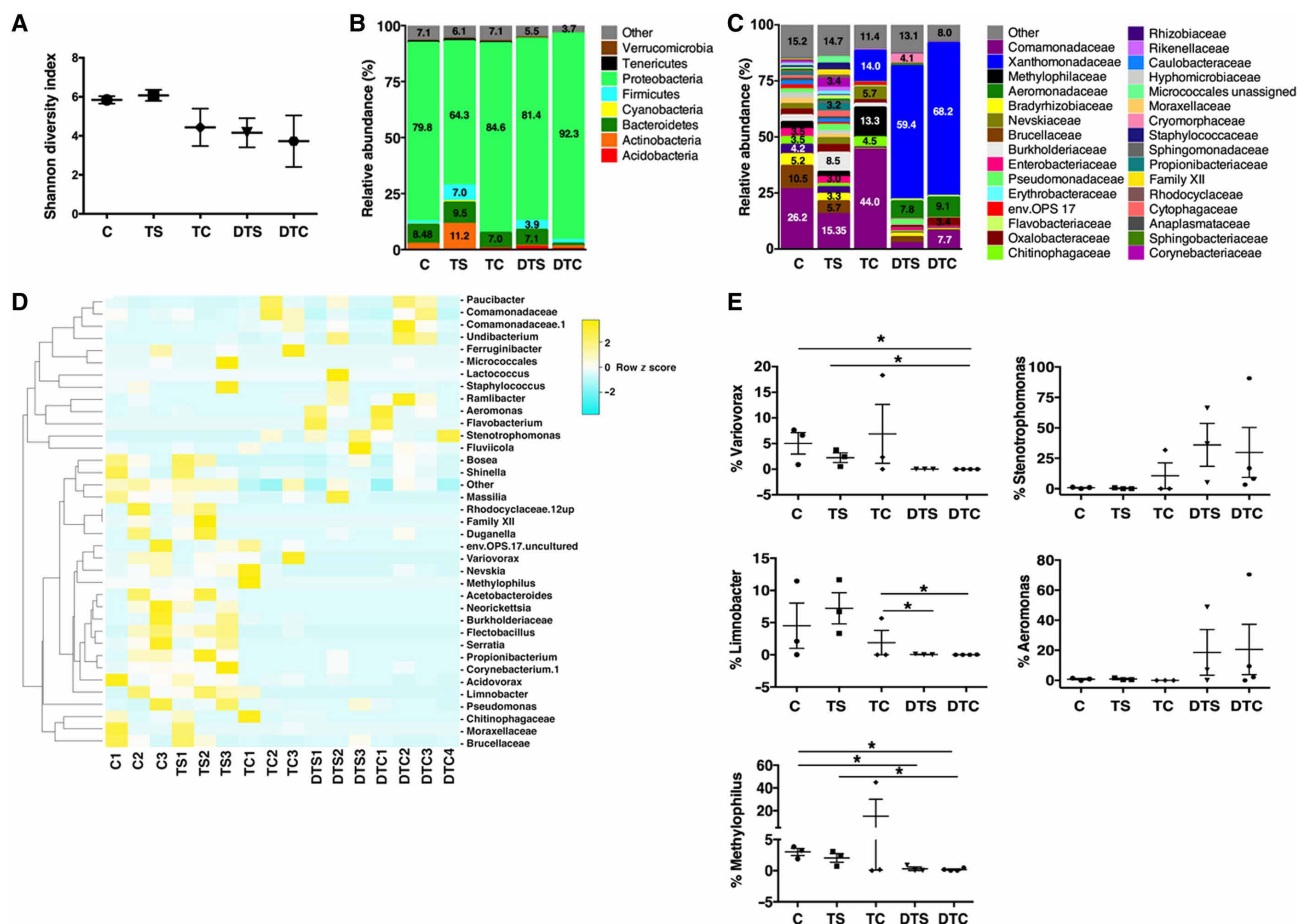 A
Shannon diversity index
8
6
4
2
0
C TS TC DTS DTC
B
Relative abundance (%)
100
75
50
25
0
7.1 6.1 7.1 5.5 3.7
79.8 64.3 84.6 81.4 92.3
7.0 3.9
8.48 9.5 7.0 7.1
11.2
C TS TC DTS DTC
Other
Verrucomicrobia
Tenericutes
Proteobacteria
Firmicutes
Cyanobacteria
Bacteroidetes
Actinobacteria
Acidobacteria
C
Relative abundance (%)
100
75
50
25
0
15.2 14.7 11.4 13.1 8.0
3.4 14.0 4.1
3.2 5.7
3.5 13.3 59.4 68.2
3.5 8.5 4.5
4.2 3.0
5.2 3.3
10.5 5.7 7.8 9.1
3.4
26.2 15.35 44.0 7.7
C TS TC DTS DTC
Other
Comamonadaceae
Xanthomonadaceae
Methylophilaceae
Aeromonadaceae
Bradyrhizobiaceae
Nevskiaceae
Brucellaceae
Burkholderiaceae
Enterobacteriaceae
Pseudomonadaceae
Erythrobacteraceae
env.OPS 17
Flavobacteriaceae
Oxalobacteraceae
Chitinophagaceae
Rhizobiaceae
Rikenellaceae
Caulobacteraceae
Hyphomicrobiaceae
Micrococcales unassigned
Moraxellaceae
Cryomorphaceae
Staphylococcaceae
Sphingomonadaceae
Propionibacteriaceae
Family XII
Rhodocyclaceae
Cytophagaceae
Anaplasmataceae
Sphingobacteriaceae
Corynebacteriaceae
D
- Paucibacter
- Comamonadaceae
- Comamonadaceae.1
- Undibacterium
- Ferruginibacter
- Micrococcales
- Lactococcus
- Staphylococcus
- Ramlibacter
- Aeromonas
- Flavobacterium
- Stenotrophomonas
- Fluviicola
- Bosea
- Shinella
- Other
- Massilia
- Rhodocyclaceae.12up
- Family XII
- Duganella
- env.OPS.17.uncultured
- Variovorax
- Nevskia
- Methylophilus
- Acetobacteroides
- Neorickettsia
- Burkholderiaceae
- Flectobacillus
- Serratia
- Propionibacterium
- Corynebacterium.1
- Acidovorax
- Limnobacter
- Pseudomonas
- Chitinophagaceae
- Moraxellaceae
- Brucellaceae
C1 C2 C3 TS1 TS2 TS3 TC1 TC2 TC3 DTS1 DTS2 DTS3 DTC1 DTC2 DTC3 DTC4
2
0 Row z score
−2
E
% Variovorax
20
15
10
5
0
−5
*
*
C TS TC DTS DTC
% Stenotrophomonas
100
75
50
25
0
C TS TC DTS DTC
% Limnobacter
15
10
5
0
−5
*
*
C TS TC DTS DTC
% Aeromonas
80
60
40
20
0
C TS TC DTS DTC
% Methylophilus
60
40
20
5
0
−5
*
*
*
C TS TC DTS DTC